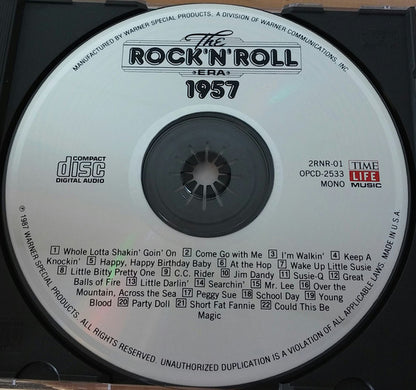 MANUFACTURED BY WARNER SPECIAL PRODUCTS, A DIVISION OF WARNER COMMUNICATIONS, INC.
The
ROCK'N'ROLL
ERA
1957
COMPACT
disc
DIGITAL AUDIO
2RNR-01
OPCD-2533
MONO
TIME
LIFE
MUSIC
1 Whole Lotta Shakin' Goin' On 2 Come Go with Me 3 I'm Walkin' 4 Keep A
Knockin' 5 Happy, Happy Birthday Baby 6 At the Hop 7 Wake Up Little Susie
8 Little Bitty Pretty One 9 C.C. Rider 10 Jim Dandy 11 Susie-Q 12 Great
Balls of Fire 13 Little Darlin' 14 Searchin' 15 Mr. Lee 16 Over the
Mountain, Across the Sea 17 Peggy Sue 18 School Day 19 Young
Blood 20 Party Doll 21 Short Fat Fannie 22 Could This Be
Magic
℗ 1987 WARNER SPECIAL PRODUCTS. ALL RIGHTS RESERVED. UNAUTHORIZED DUPLICATION IS A VIOLATION OF ALL APPLICABLE LAWS. MADE IN U.S.A.